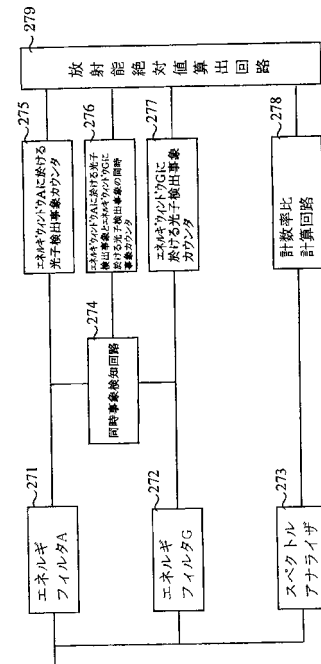 271
エネルギ
フィルタA
272
エネルギ
フィルタG
273
スペクトル
アナライザ
274
同時事象検知回路
275
エネルギウィンドウAに於ける
光子検出事象カウンタ
276
エネルギウィンドウAに於ける光子
検出事象とエネルギウィンドウGに
於ける光子検出事象の同時
事象カウンタ
277
エネルギウィンドウGに
於ける光子検出事象
カウンタ
278
計数率比
計算回路
279
放射能絶対値算出回路